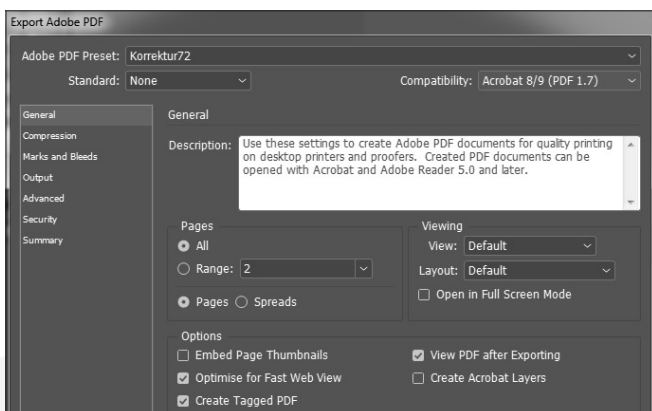 Export Adobe PDF
Adobe PDF Preset: Korrektur72
Standard: None Compatibility: Acrobat 8/9 (PDF 1.7)
General
Compression
Marks and Bleeds
Output
Advanced
Security
Summary
General
Description: Use these settings to create Adobe PDF documents for quality printing
on desktop printers and proofers. Created PDF documents can be
opened with Acrobat and Adobe Reader 5.0 and later.
Pages
All
Range: 2
Pages Spreads
Viewing
View: Default
Layout: Default
Open in Full Screen Mode
Options
Embed Page Thumbnails View PDF after Exporting
Optimise for Fast Web View Create Acrobat Layers
Create Tagged PDF